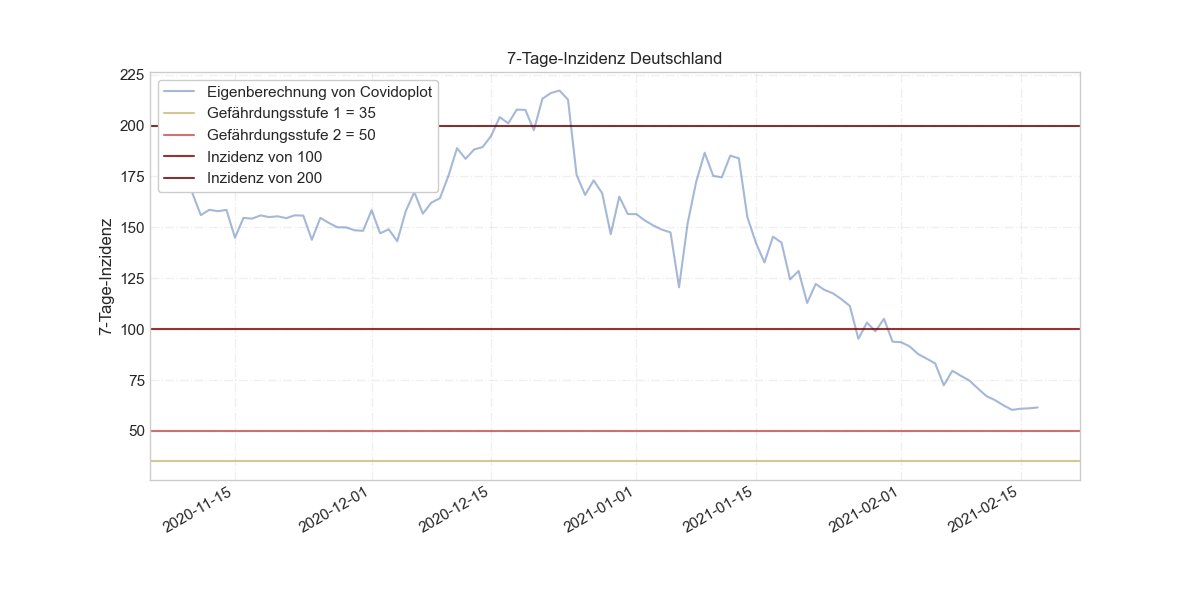 7-Tage-Inzidenz Deutschland
225
200
175
150
125
100
75
50
7-Tage-Inzidenz
Eigenberechnung von Covidoplot
Gefährdungsstufe 1 = 35
Gefährdungsstufe 2 = 50
Inzidenz von 100
Inzidenz von 200
2020-11-15
2020-12-01
2020-12-15
2021-01-01
2021-01-15
2021-02-01
2021-02-15